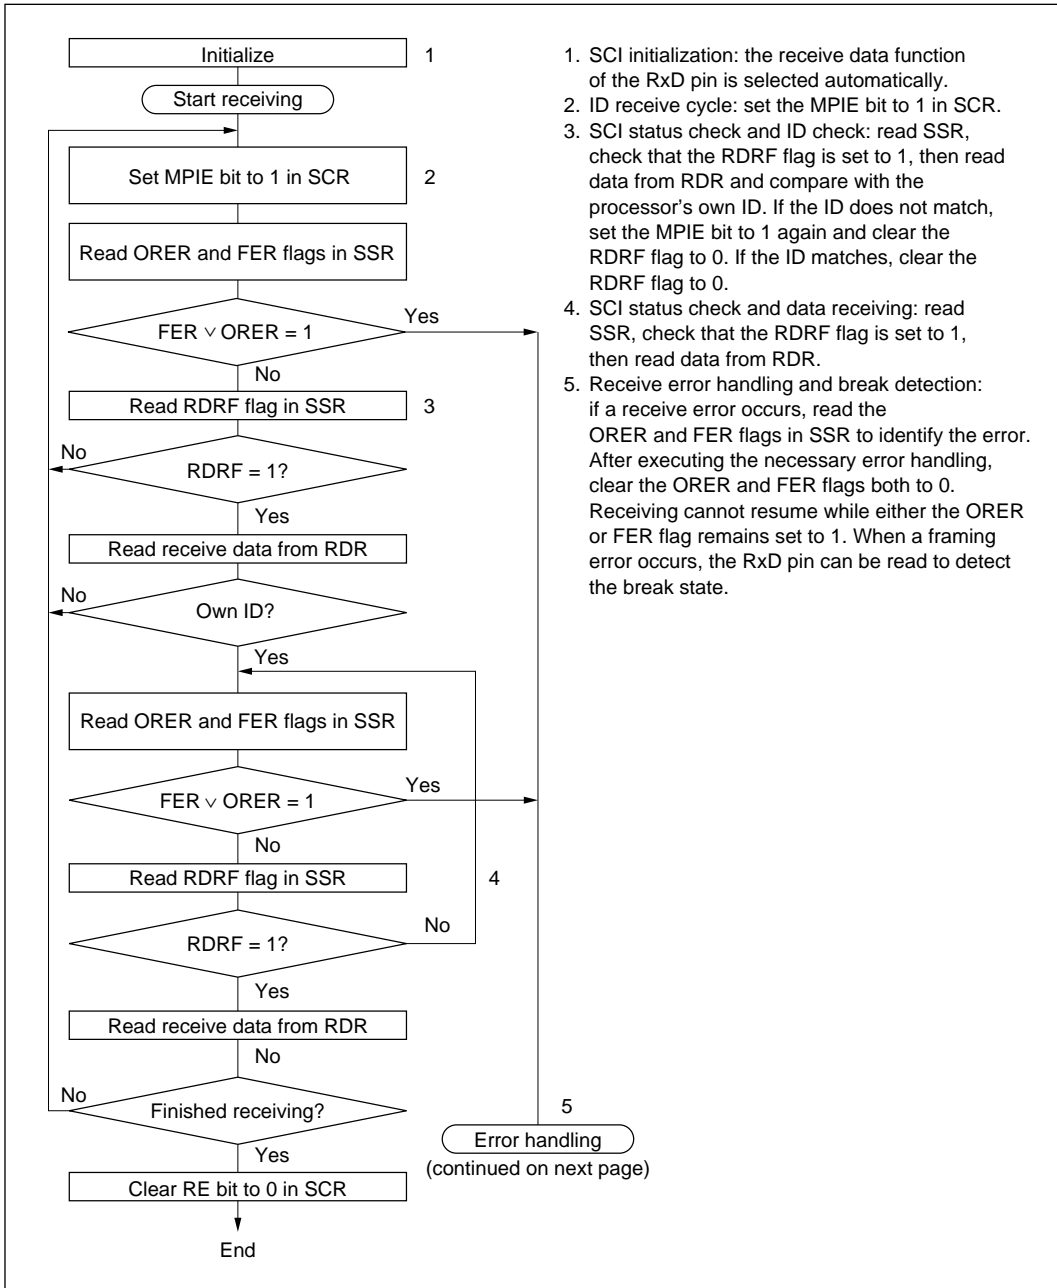 Initialize
1
Start receiving
Set MPIE bit to 1 in SCR
2
Read ORER and FER flags in SSR
FER ∨ ORER = 1
Yes
No
Read RDRF flag in SSR
3
No
RDRF = 1?
Yes
Read receive data from RDR
No
Own ID?
Yes
Read ORER and FER flags in SSR
FER ∨ ORER = 1
Yes
No
Read RDRF flag in SSR
4
RDRF = 1?
No
Yes
Read receive data from RDR
No
No
Finished receiving?
Yes
Clear RE bit to 0 in SCR
End
5
Error handling
(continued on next page)
1. SCI initialization: the receive data function
of the RxD pin is selected automatically.
2. ID receive cycle: set the MPIE bit to 1 in SCR.
3. SCI status check and ID check: read SSR,
check that the RDRF flag is set to 1, then read
data from RDR and compare with the
processor's own ID. If the ID does not match,
set the MPIE bit to 1 again and clear the
RDRF flag to 0. If the ID matches, clear the
RDRF flag to 0.
4. SCI status check and data receiving: read
SSR, check that the RDRF flag is set to 1,
then read data from RDR.
5. Receive error handling and break detection:
if a receive error occurs, read the
ORER and FER flags in SSR to identify the error.
After executing the necessary error handling,
clear the ORER and FER flags both to 0.
Receiving cannot resume while either the ORER
or FER flag remains set to 1. When a framing
error occurs, the RxD pin can be read to detect
the break state.